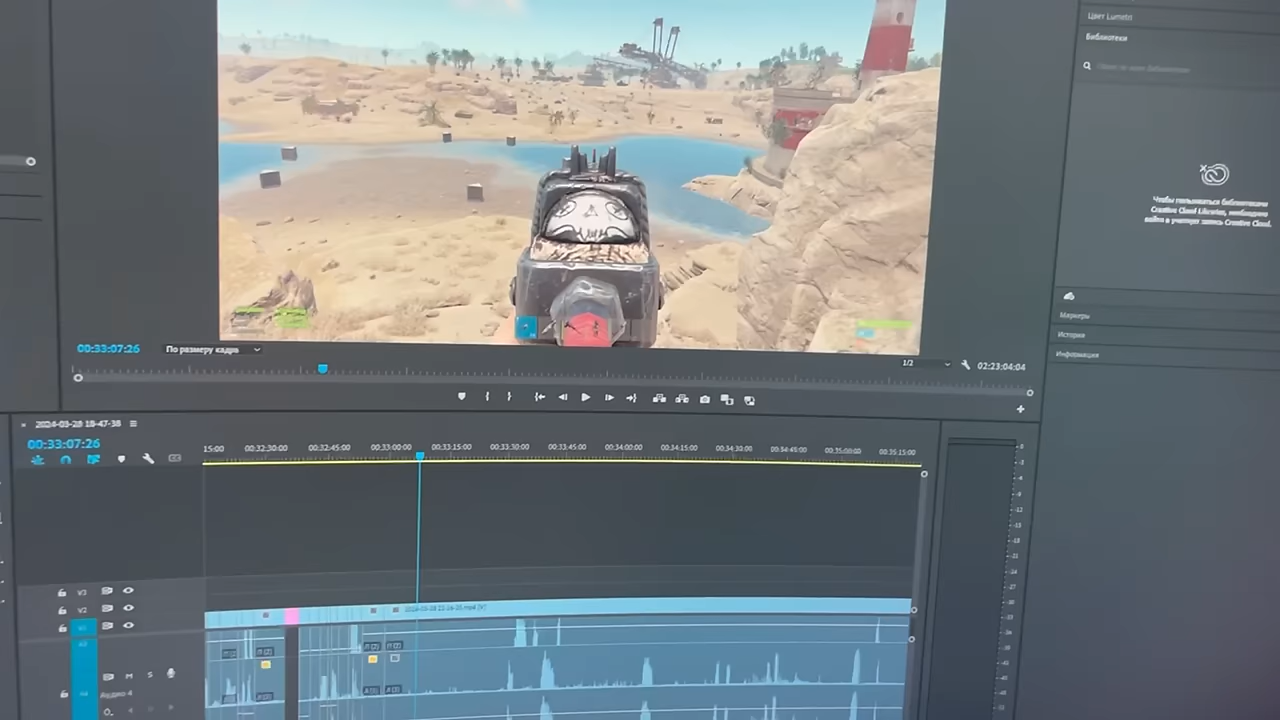 Цвет Lumetri
Библиотеки
Чтобы пользоваться библиотеками
Creative Cloud Libraries, необходимо
войти в учетную запись Creative Cloud.
Маркеры
История
Информация
00:33:07:26
По размеру кадра
1/2
02:23:04:04
× 2024-03-28 18-47-38
00:33:07:26
15:00 00:32:30:00 00:32:45:00 00:33:00:00 00:33:15:00 00:33:30:00 00:33:45:00 00:34:00:00 00:34:15:00 00:34:30:00 00:34:45:00 00:35:00:00 00:35:15:00
V3
V2
M S
Аудио 4